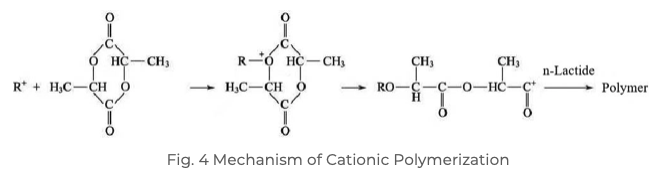 O O
C C
O HC—CH₃ R—O⁺ HC—CH₃ CH₃ CH₃ n-Lactide
R⁺ + H₃C—CH O H₃C—CH O RO—C—C—O—HC—C⁺ Polymer
C C H O O
O O
Fig. 4 Mechanism of Cationic Polymerization